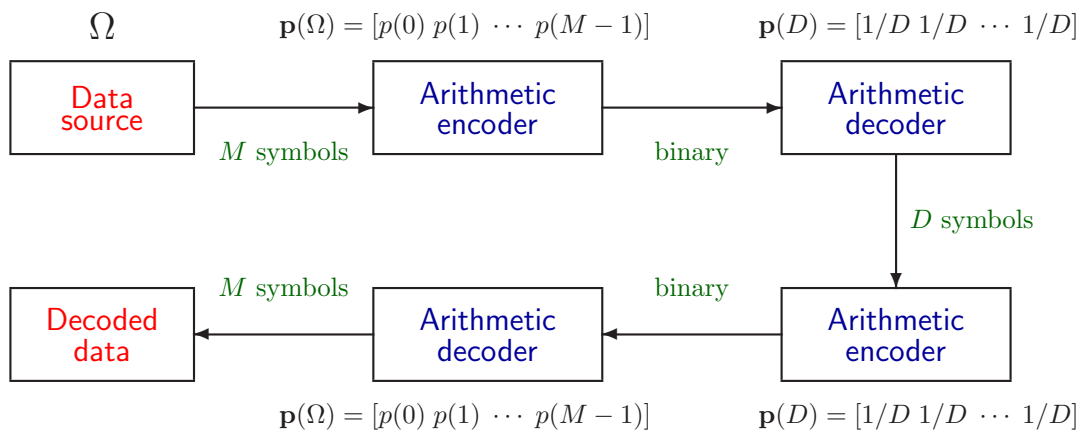 Ω
p(Ω) = [p(0) p(1) ⋯ p(M − 1)]
p(D) = [1/D 1/D ⋯ 1/D]
Data
source
M symbols
Arithmetic
encoder
binary
Arithmetic
decoder
D symbols
Decoded
data
M symbols
Arithmetic
decoder
binary
Arithmetic
encoder
p(Ω) = [p(0) p(1) ⋯ p(M − 1)]
p(D) = [1/D 1/D ⋯ 1/D]